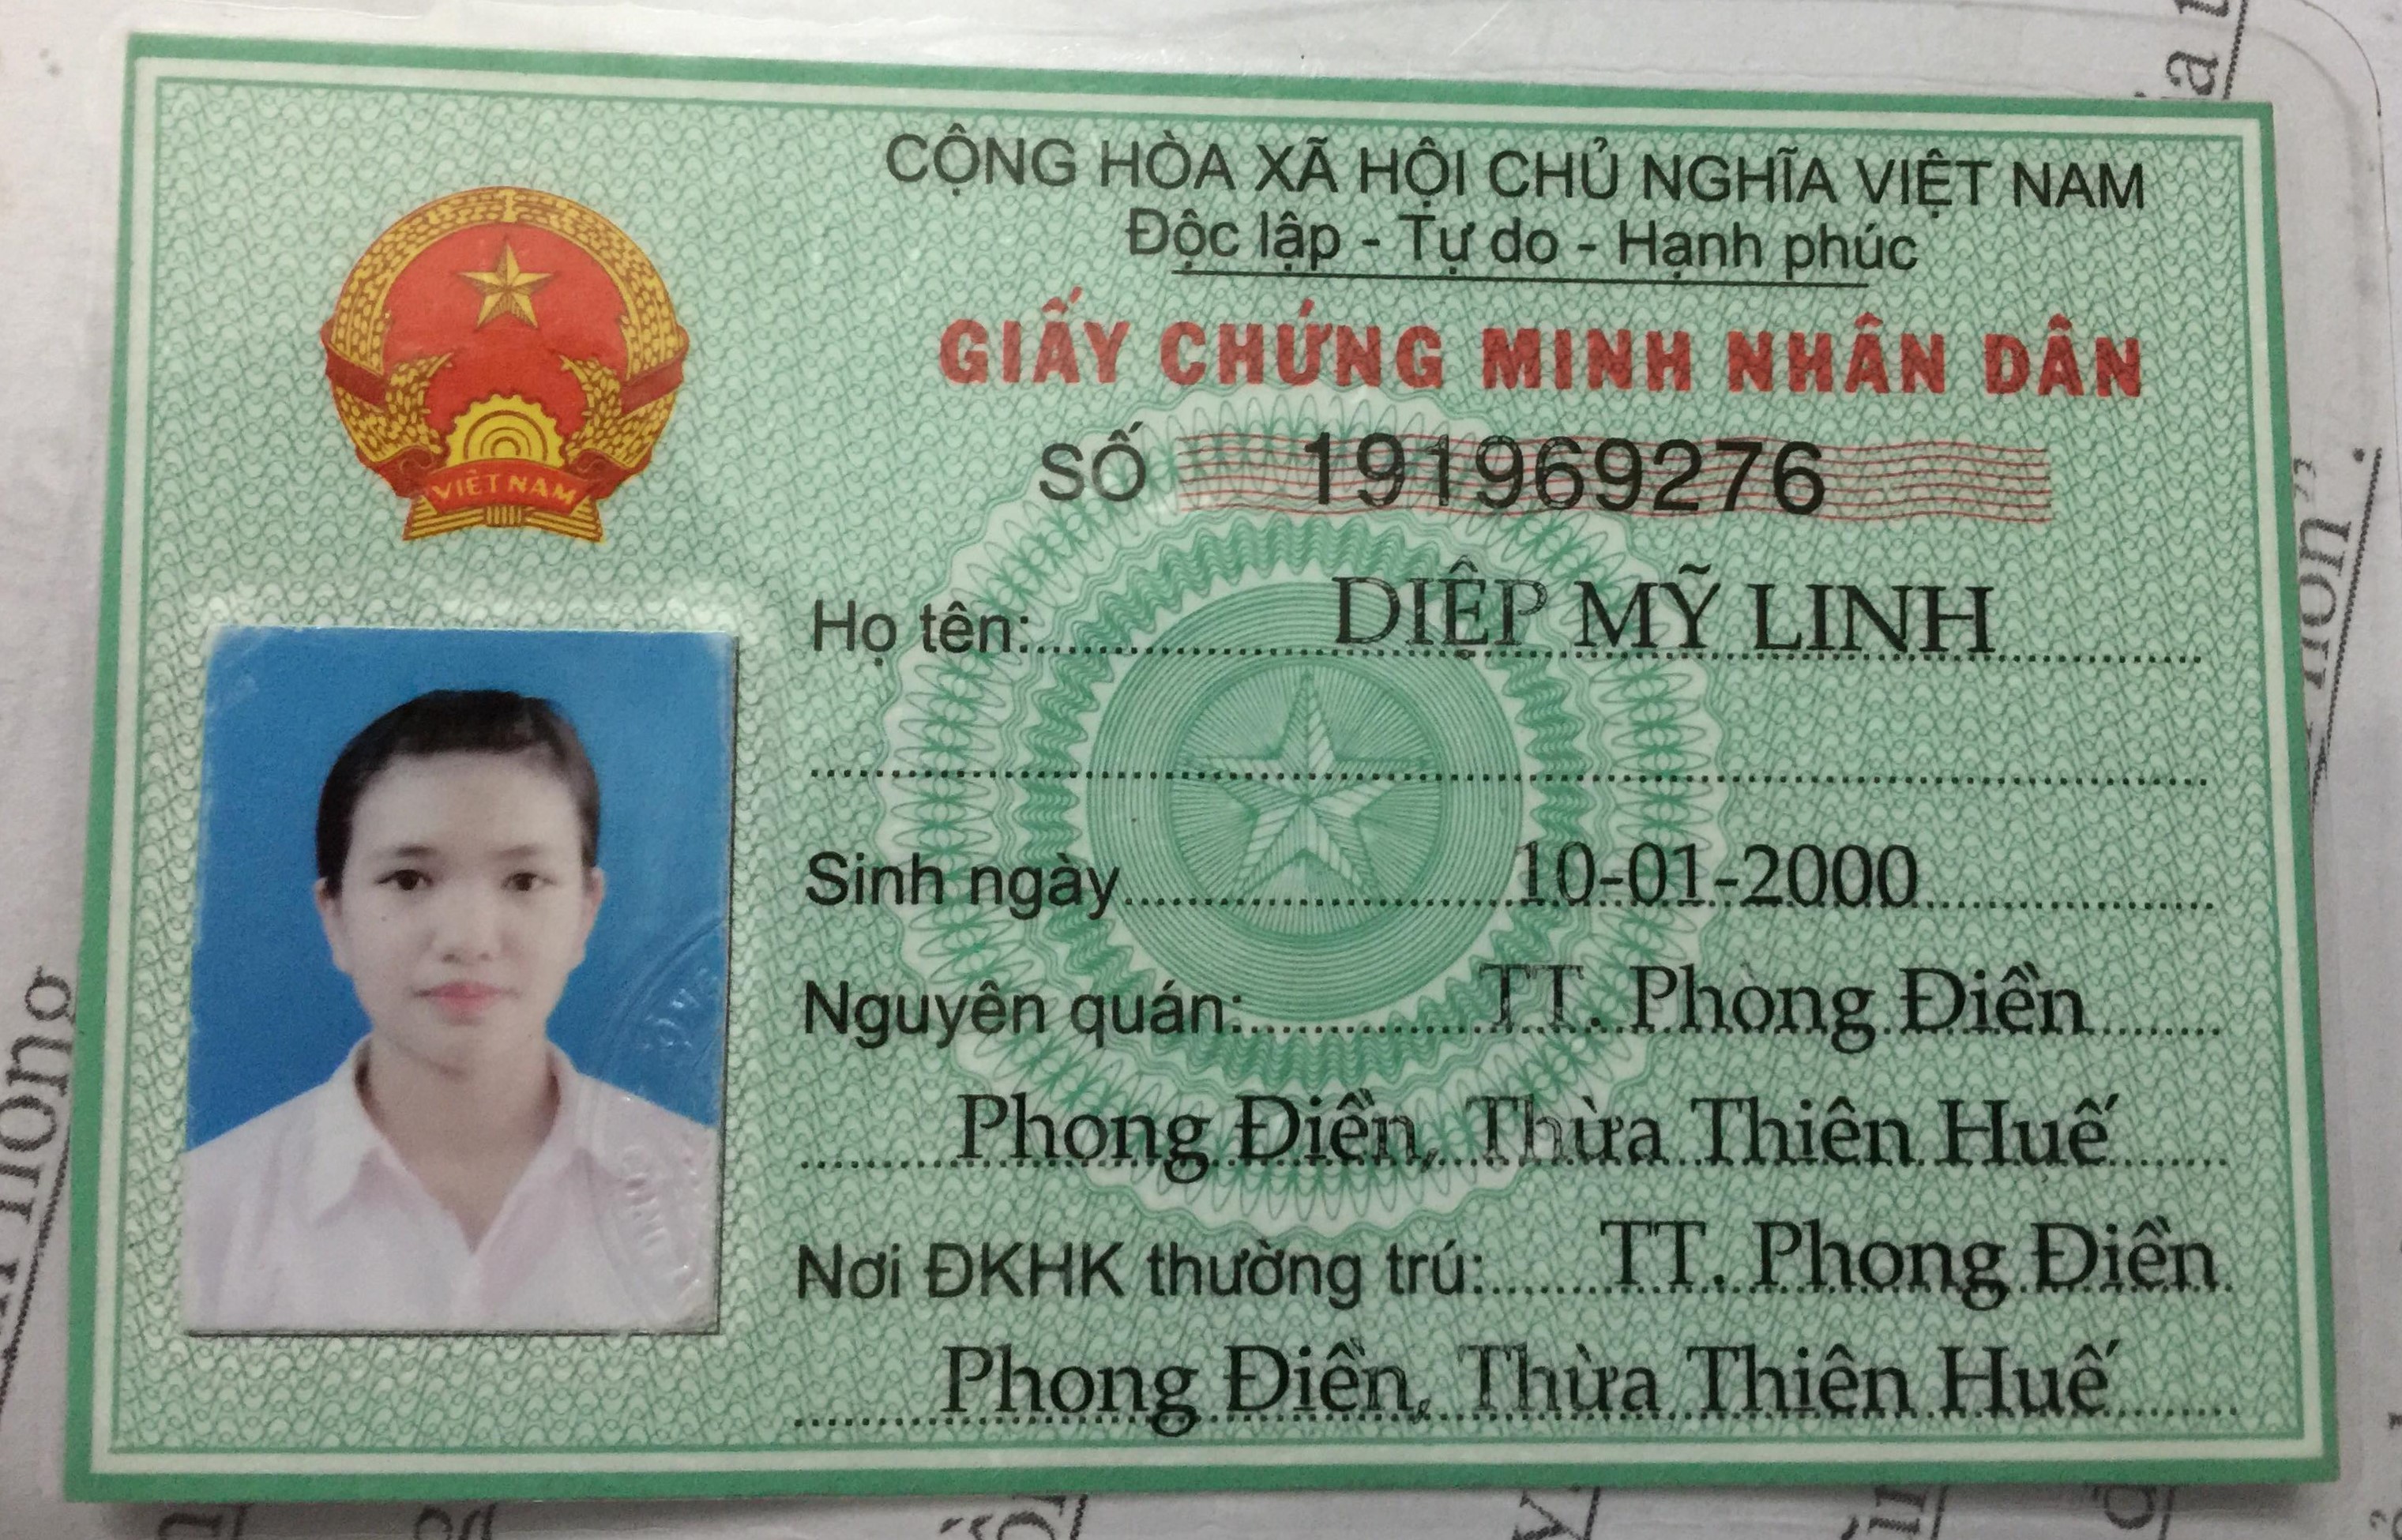 CỘNG HÒA XÃ HỘI CHỦ NGHĨA VIỆT NAM
Độc lập - Tự do - Hạnh phúc
GIẤY CHỨNG MINH NHÂN DÂN
SỐ 191969276
VIỆT NAM
Họ tên: DIỆP MỸ LINH
Sinh ngày 10-01-2000
Nguyên quán: TT. Phòng Điền
Phong Điền, Thừa Thiên Huế
Nơi ĐKHK thường trú: TT. Phong Điền
Phong Điền, Thừa Thiên Huế